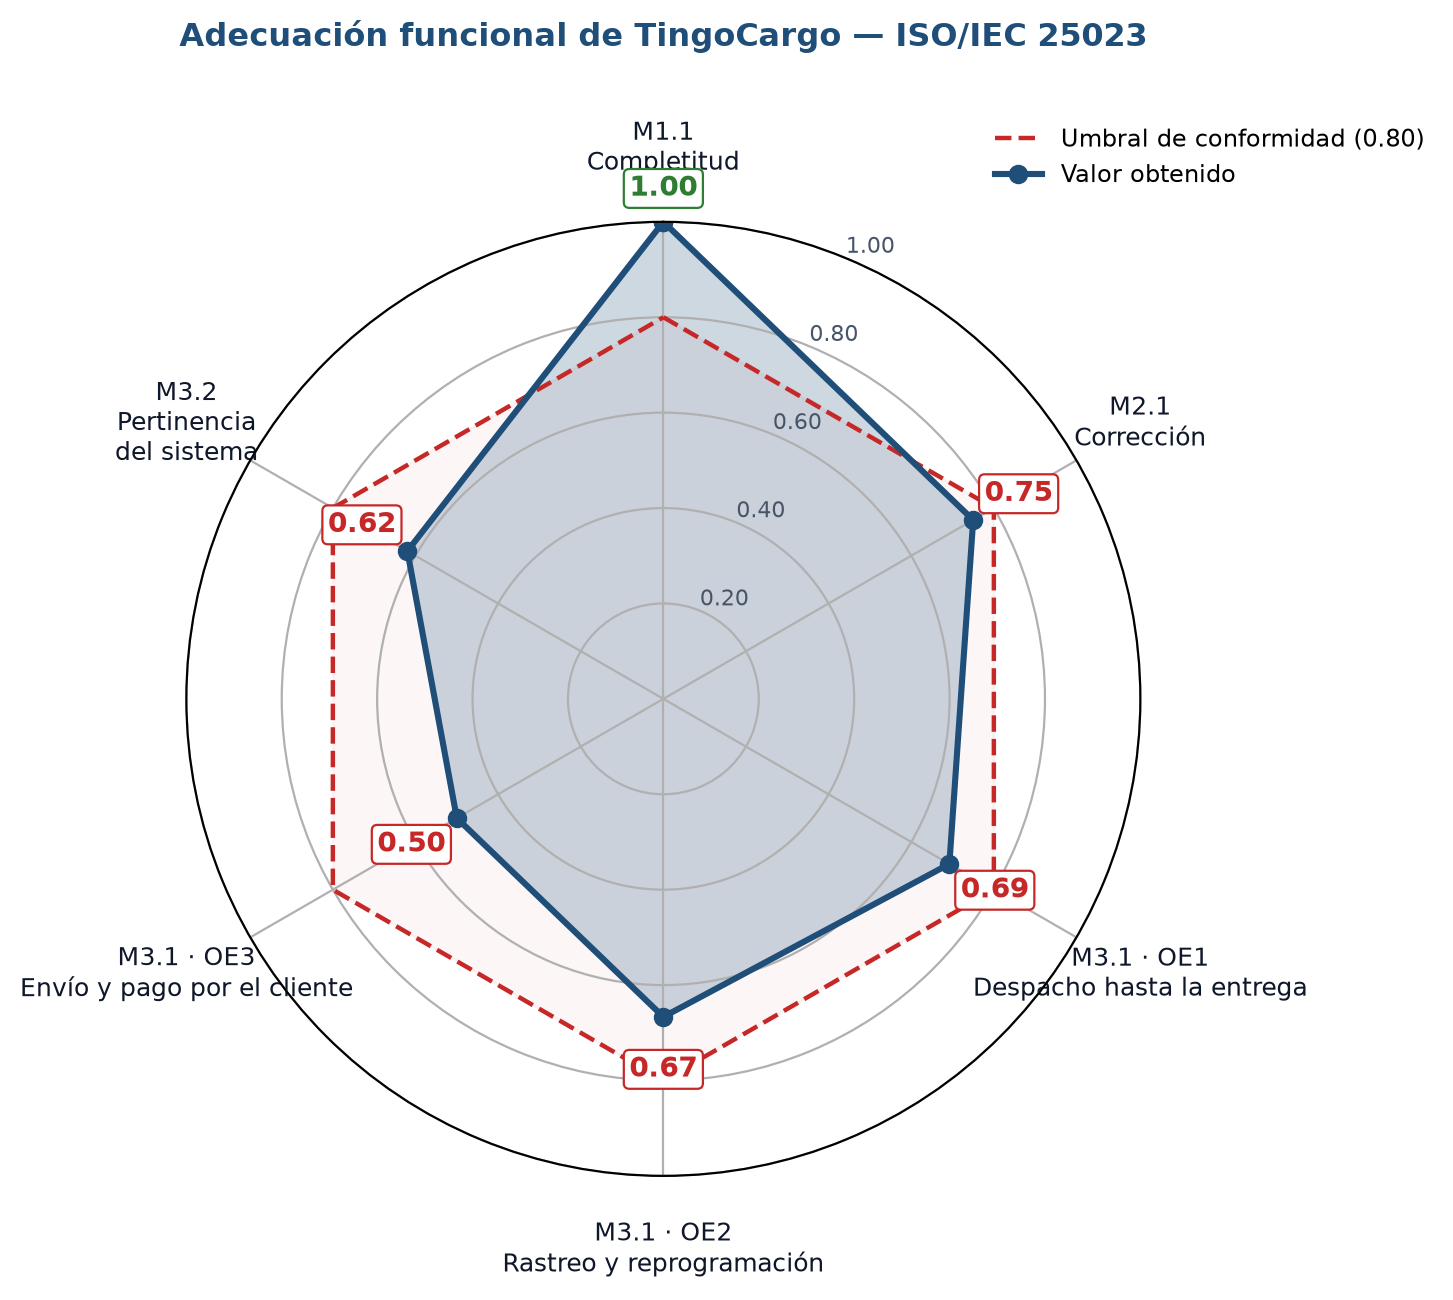 Adecuación funcional de TingoCargo — ISO/IEC 25023
Umbral de conformidad (0.80)
Valor obtenido
M1.1
Completitud
1.00
1.00
0.80
0.60
0.40
0.20
M2.1
Corrección
0.75
M3.2
Pertinencia
del sistema
0.62
0.50
0.69
M3.1 · OE3
Envío y pago por el cliente
M3.1 · OE1
Despacho hasta la entrega
0.67
M3.1 · OE2
Rastreo y reprogramación